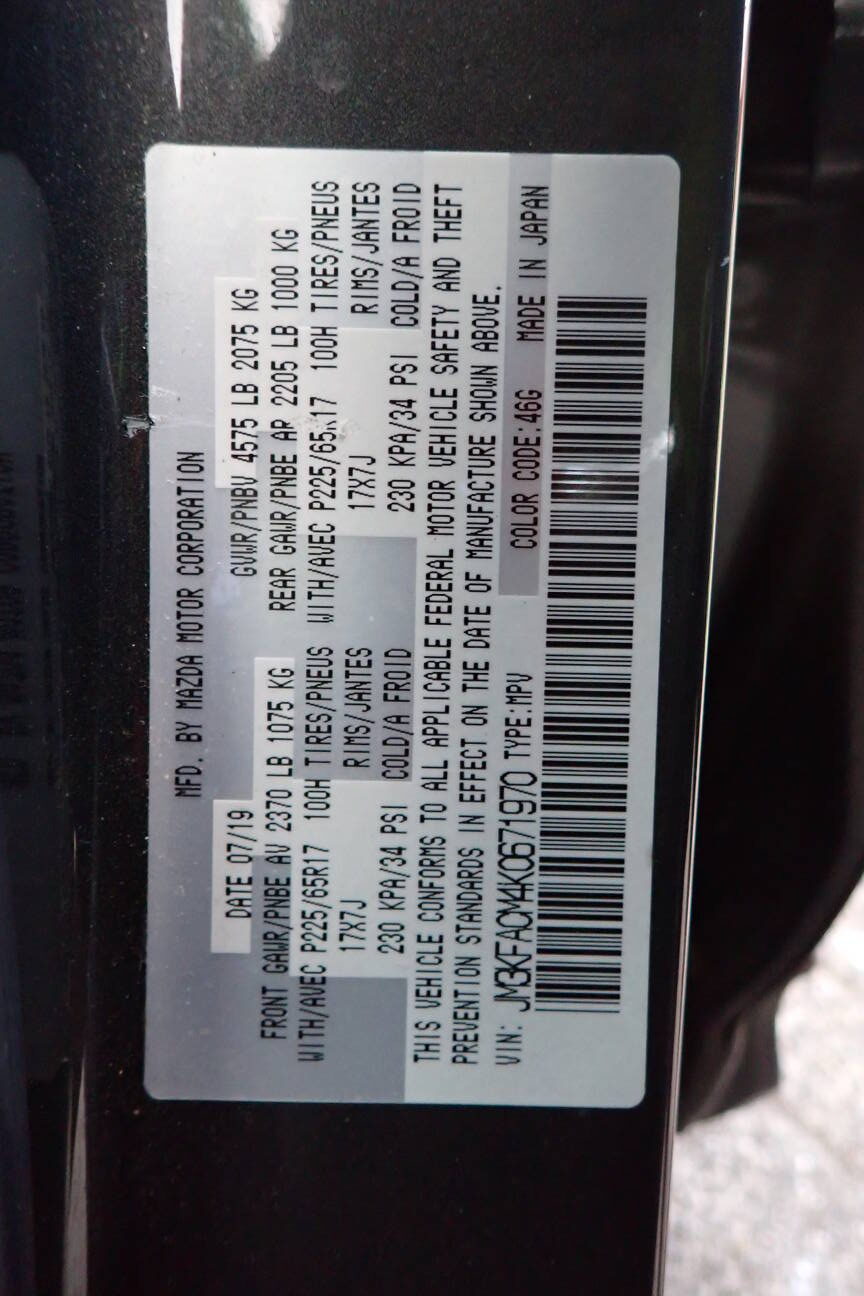 MFD. BY MAZDA MOTOR CORPORATION
DATE 07/19 GVWR/PNBV 4575 LB 2075 KG
FRONT GAWR/PNBE AV 2370 LB 1075 KG REAR GAWR/PNBE AR 2205 LB 1000 KG
WITH/AVEC P225/65R17 100H TIRES/PNEUS WITH/AVEC P225/65R17 100H TIRES/PNEUS
17X7J RIMS/JANTES 17X7J RIMS/JANTES
230 KPA/34 PSI COLD/A FROID 230 KPA/34 PSI COLD/A FROID
THIS VEHICLE CONFORMS TO ALL APPLICABLE FEDERAL MOTOR VEHICLE SAFETY AND THEFT
PREVENTION STANDARDS IN EFFECT ON THE DATE OF MANUFACTURE SHOWN ABOVE.
VIN: JM3KFACM4K0671970 TYPE:MPV COLOR CODE:46G MADE IN JAPAN